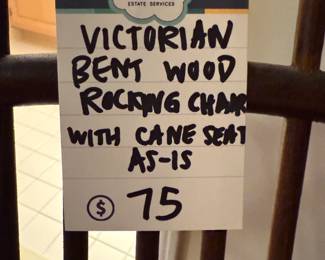 ESTATE SERVICES
VICTORIAN
BENT WOOD
ROCKING CHAIR
WITH CANE SEAT
AS-IS
$ 75